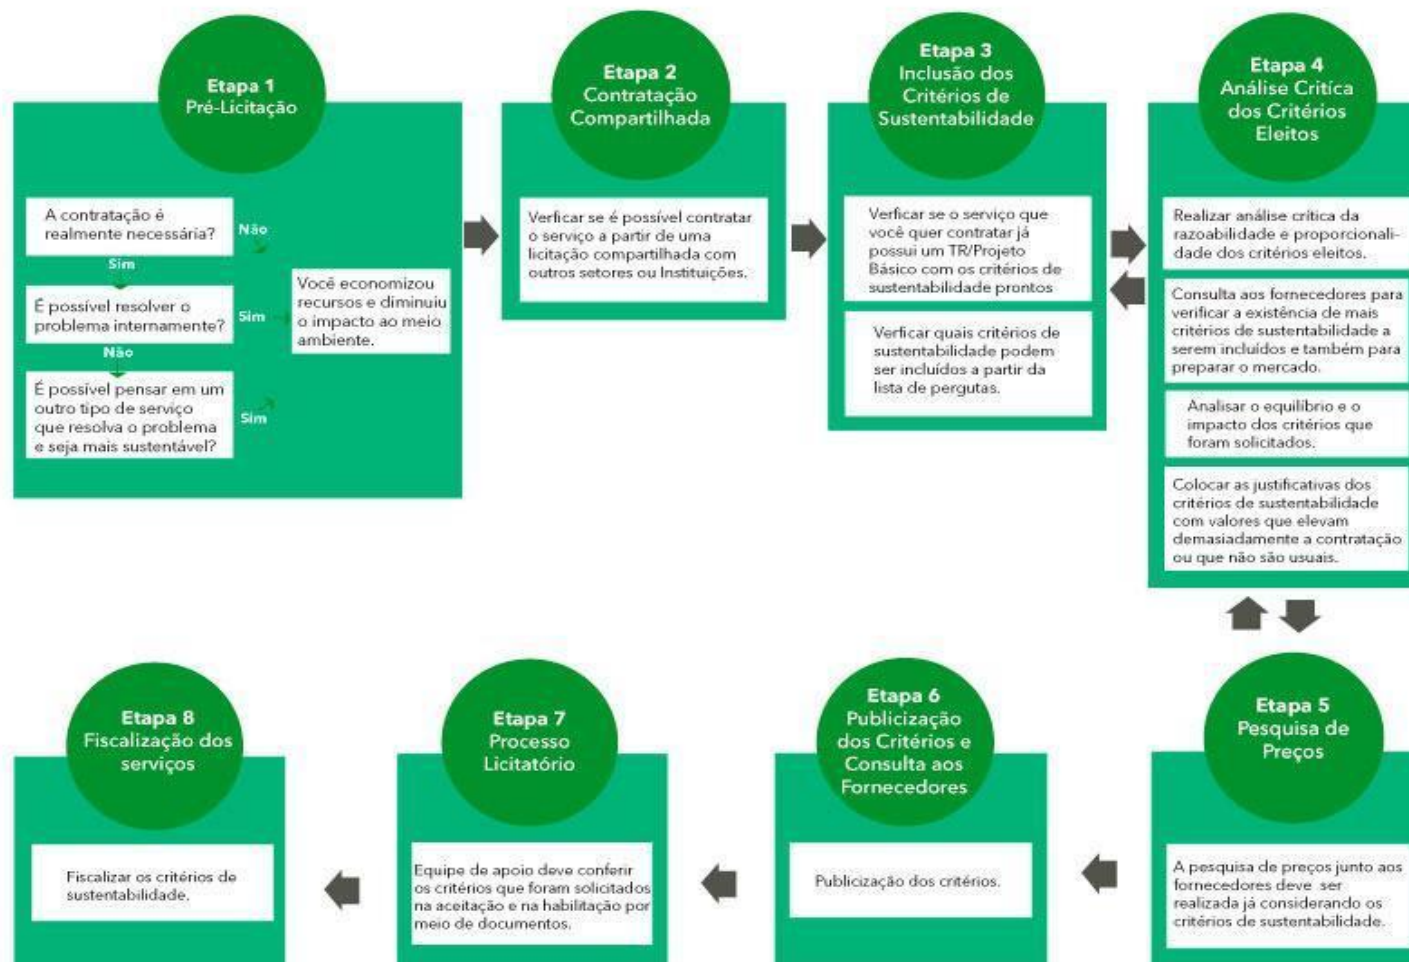 Etapa 1
Pré-Licitação
A contratação é
realmente necessária?
Não
Sim
É possível resolver o
problema internamente?
Sim
Não
É possível pensar em um
outro tipo de serviço
que resolva o problema
e seja mais sustentável?
Sim
Você economizou
recursos e diminuiu
o impacto ao meio
ambiente.
Etapa 2
Contratação
Compartilhada
Verficar se é possível contratar
o serviço a partir de uma
licitação compartilhada com
outros setores ou Instituições.
Etapa 3
Inclusão dos
Critérios de
Sustentabilidade
Verficar se o serviço que
você quer contratar já
possui um TR/Projeto
Básico com os critérios de
sustentabilidade prontos
Verficar quais critérios de
sustentabilidade podem
ser incluídos a partir da
lista de pergutas.
Etapa 4
Análise Critíca
dos Critérios
Eleitos
Realizar análise crítica da
razoabilidade e proporcionali-
dade dos critérios eleitos.
Consulta aos fornecedores para
verificar a existência de mais
critérios de sustentabilidade a
serem incluídos e também para
preparar o mercado.
Analisar o equilíbrio e o
impacto dos critérios que
foram solicitados.
Colocar as justificativas dos
critérios de sustentabilidade
com valores que elevam
demasiadamente a contratação
ou que não são usuais.
Etapa 5
Pesquisa de
Preços
A pesquisa de preços junto aos
fornecedores deve ser
realizada já considerando os
critérios de sustentabilidade.
Etapa 6
Publicização
dos Critérios e
Consulta aos
Fornecedores
Publicização dos critérios.
Etapa 7
Processo
Licitatório
Equipe de apoio deve conferir
os critérios que foram solicitados
na aceitação e na habilitação por
meio de documentos.
Etapa 8
Fiscalização dos
serviços
Fiscalizar os critérios de
sustentabilidade.